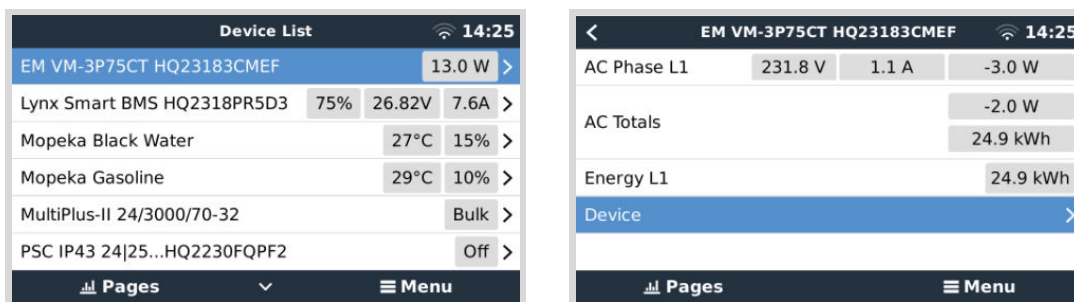 Device List 14:25
EM VM-3P75CT HQ23183CMEF 13.0 W
Lynx Smart BMS HQ2318PR5D3 75% 26.82V 7.6A
Mopeka Black Water 27°C 15%
Mopeka Gasoline 29°C 10%
MultiPlus-II 24/3000/70-32 Bulk
PSC IP43 24|25...HQ2230FQPF2 Off
Pages Menu
EM VM-3P75CT HQ23183CMEF 14:25
AC Phase L1 231.8 V 1.1 A -3.0 W
AC Totals -2.0 W
24.9 kWh
Energy L1 24.9 kWh
Device
Pages Menu